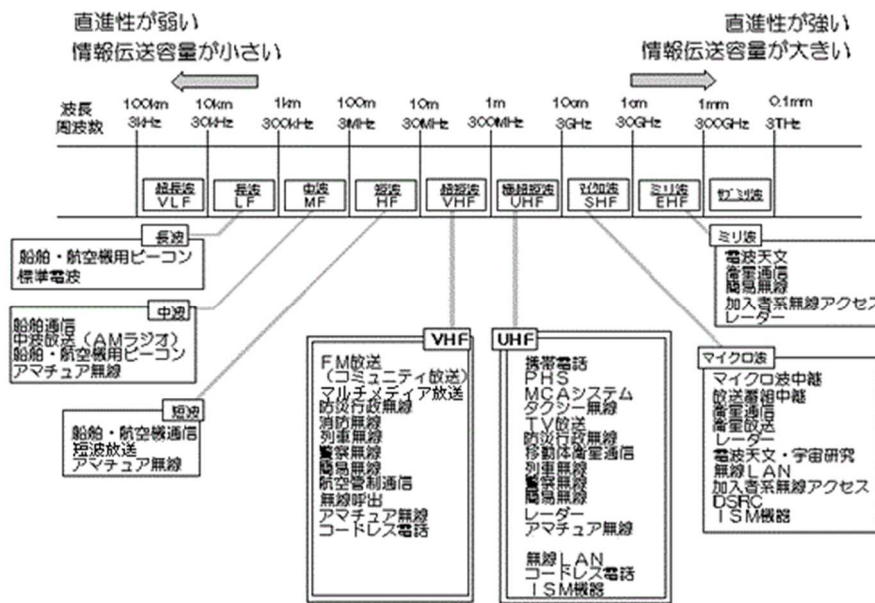 直進性が弱い
情報伝送容量が小さい
直進性が強い
情報伝送容量が大きい
波長 100km 10km 1km 100m 10m 1m 10cm 1cm 1mm 0.1mm
周波数 3kHz 30kHz 300kHz 3MHz 30MHz 300MHz 3GHz 30GHz 300GHz 3THz
超長波 長波 中波 短波 超短波 極超短波 マイクロ波 ミリ波 サブミリ波
VLF LF MF HF VHF UHF SHF EHF
長波
船舶・航空機用ビーコン
標準電波
中波
船舶通信
中波放送(AMラジオ)
船舶・航空機用ビーコン
アマチュア無線
短波
船舶・航空機通信
短波放送
アマチュア無線
VHF
FM放送
(コミュニティ放送)
マルチメディア放送
防災行政無線
消防無線
列車無線
警察無線
簡易無線
航空管制通信
無線呼出
アマチュア無線
コードレス電話
UHF
携帯電話
PHS
MCAシステム
タクシー無線
TV放送
防災行政無線
移動体衛星通信
列車無線
警察無線
簡易無線
レーダー
アマチュア無線
無線LAN
コードレス電話
ISM機器
ミリ波
電波天文
衛星通信
簡易無線
加入者系無線アクセス
レーダー
マイクロ波
マイクロ波中継
放送番組中継
衛星通信
衛星放送
レーダー
電波天文・宇宙研究
無線LAN
加入者系無線アクセス
DSRC
ISM機器